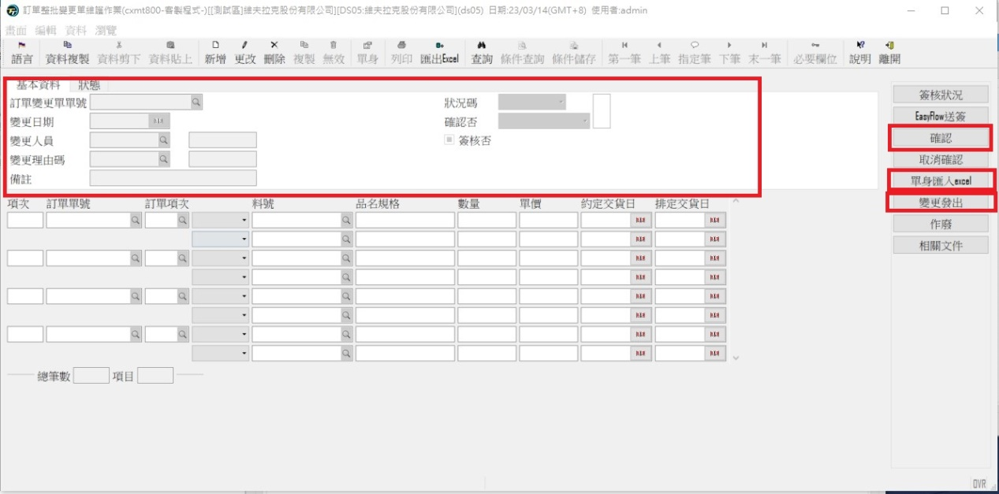 訂單整批變更單維護作業(cxmt800-客製程式-)[[測試區]維夫拉克股份有限公司][DS05:維夫拉克股份有限公司](ds05) 日期:23/03/14(GMT+8) 使用者:admin
畫面 編輯 資料 瀏覽
語言 資料複製 資料剪下 資料貼上 新增 更改 刪除 複製 無效 單身 列印 匯出Excel 查詢 條件查詢 條件儲存 第一筆 上筆 指定筆 下筆 末一筆 必要欄位 說明 離開
基本資料 狀態
訂單變更單單號 狀況碼
變更日期 確認否
變更人員 簽核否
變更理由碼
備註
項次 訂單單號 訂單項次 料號 品名規格 數量 單價 約定交貨日 排定交貨日
總筆數 項目
簽核狀況
EasyFlow送簽
確認
取消確認
單身匯入excel
變更發出
作廢
相關文件
OVR